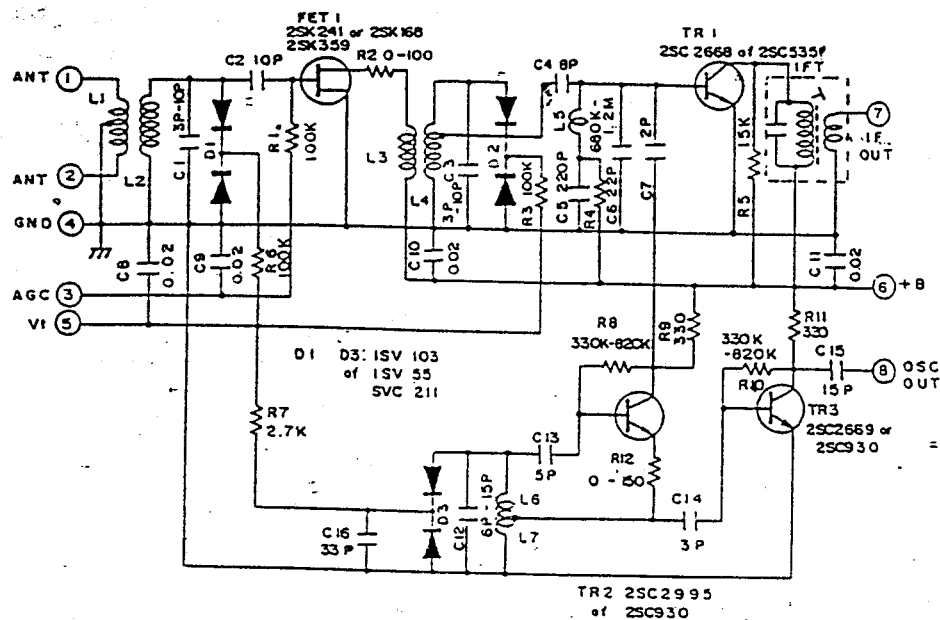 FET 1
2SK241 or 2SK168
2SK359
R2 0-100
TR 1
2SC 2668 of 2SC535
IFT
ANT 1
L1
L2
C1 3P-10P
C2 10P
D1
R1 100K
L3
L4
C3
3P-10P
D2
C4 8P
L5
680K-
1.2M
R3 100K
C5 220P
R4
C6 22P
2P
C7
15K
R5
7
I.F.
OUT
ANT 2
GND 4
C8
0.02
C9
0.02
R6
100K
C10
0.02
C11
0.02
AGC 3
6 +B
Vt 5
D1 D3: 1SV 103
of 1SV 55
SVC 211
R8
330K-820K
R9
330
330K
-820K
R10
R11
330
C15
15P
8 OSC
OUT
TR3
2SC2669 or
2SC930
R7
2.7K
C13
5P
R12
0-150
C14
3P
D3
C12
6P-15P
L6
L7
C16
33P
TR2 2SC2995
of 2SC930